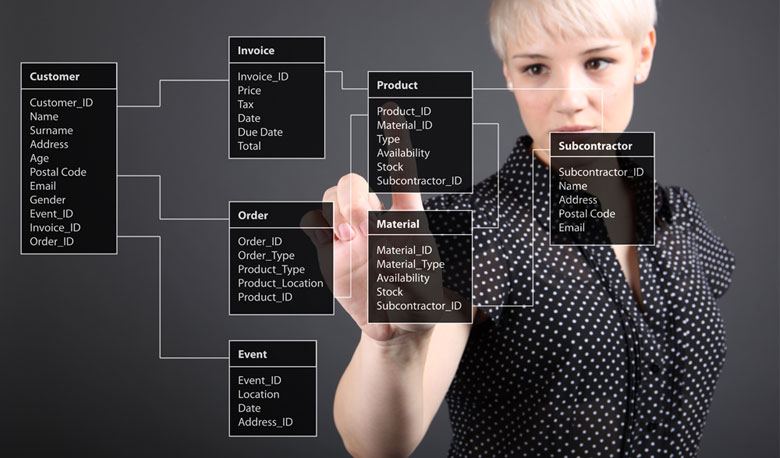 Customer
Customer_ID
Name
Surname
Address
Age
Postal Code
Email
Gender
Event_ID
Invoice_ID
Order_ID
Invoice
Invoice_ID
Price
Tax
Date
Due Date
Total
Order
Order_ID
Order_Type
Product_Type
Product_Location
Product_ID
Event
Event_ID
Location
Date
Address_ID
Product
Product_ID
Material_ID
Type
Availability
Stock
Subcontractor_ID
Material
Material_ID
Material_Type
Availability
Stock
Subcontractor_ID
Subcontractor
Subcontractor_ID
Name
Address
Postal Code
Email